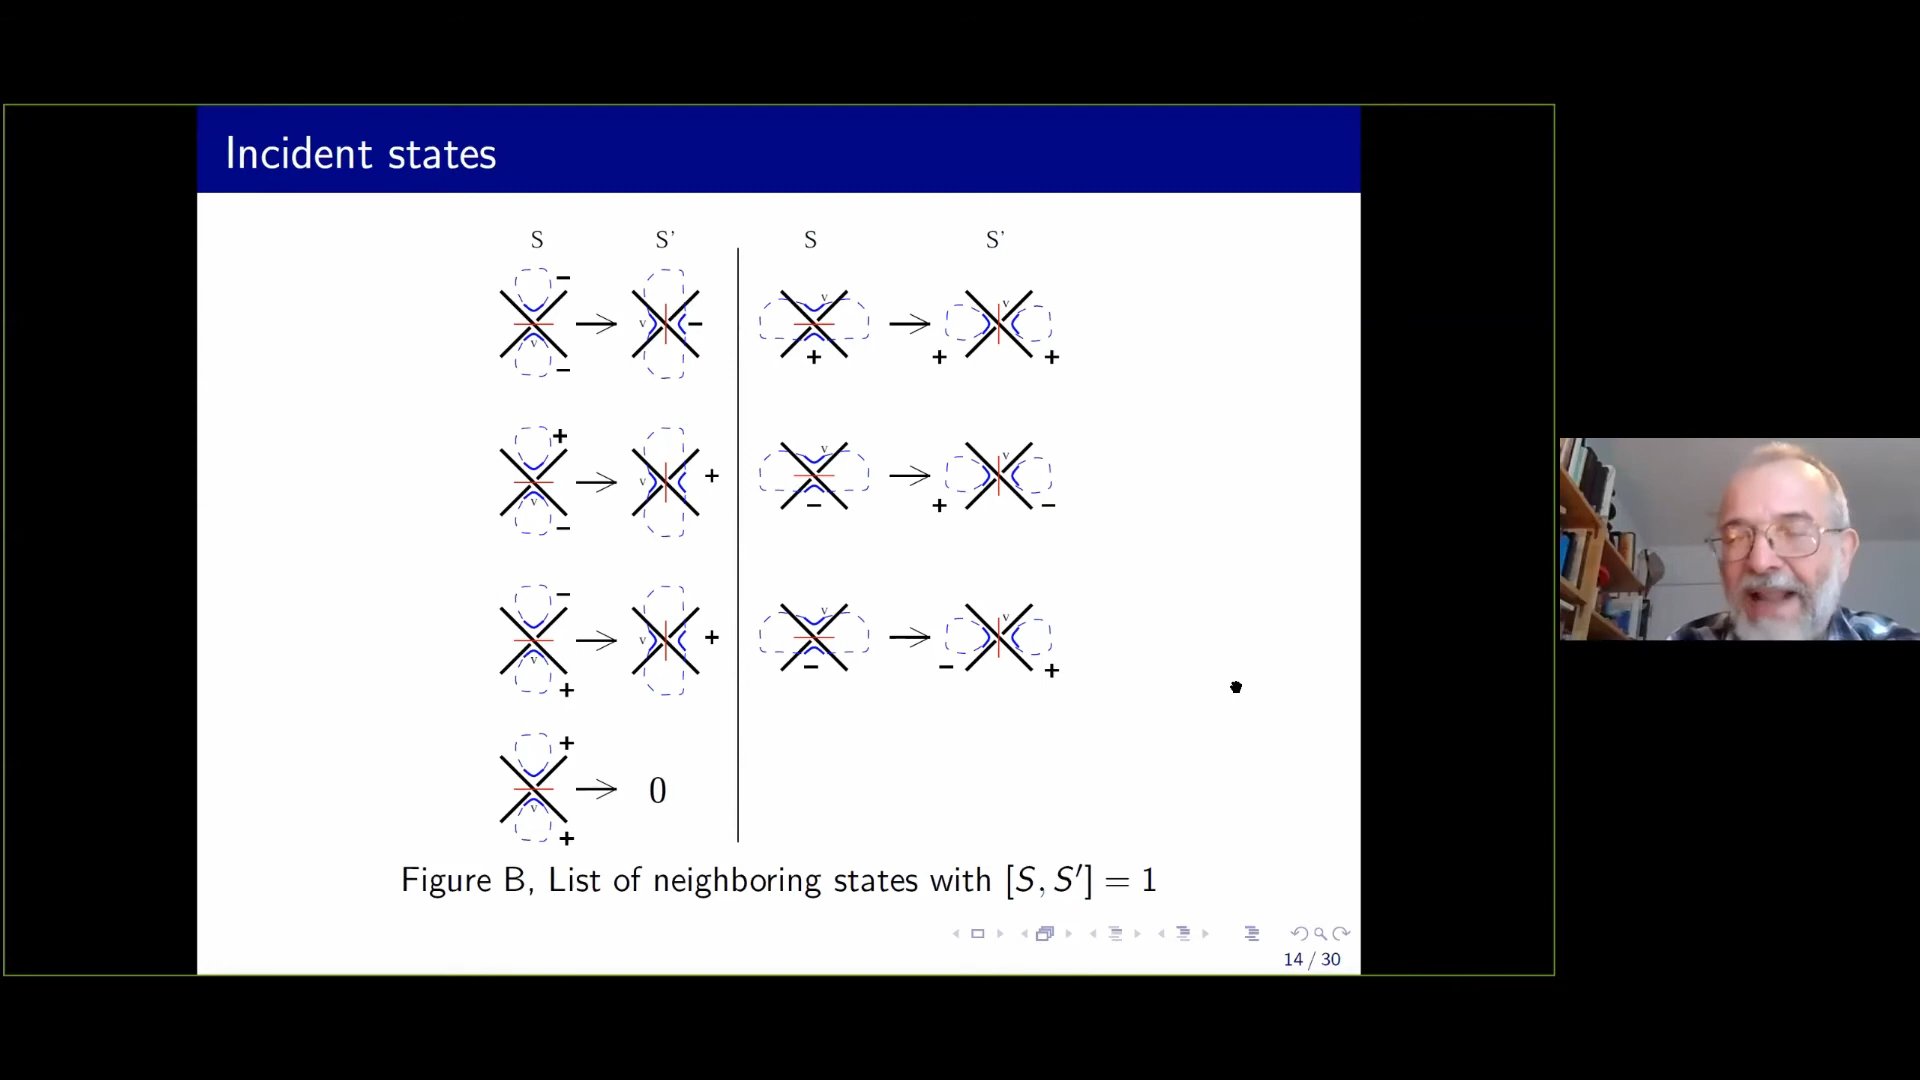 Incident states
S S' S S'
− v − v
v − + + +
−
+ v + v
v − − + −
− v + v
v + − − +
+ 0
v +
Figure B, List of neighboring states with [S, S′] = 1
14 / 30